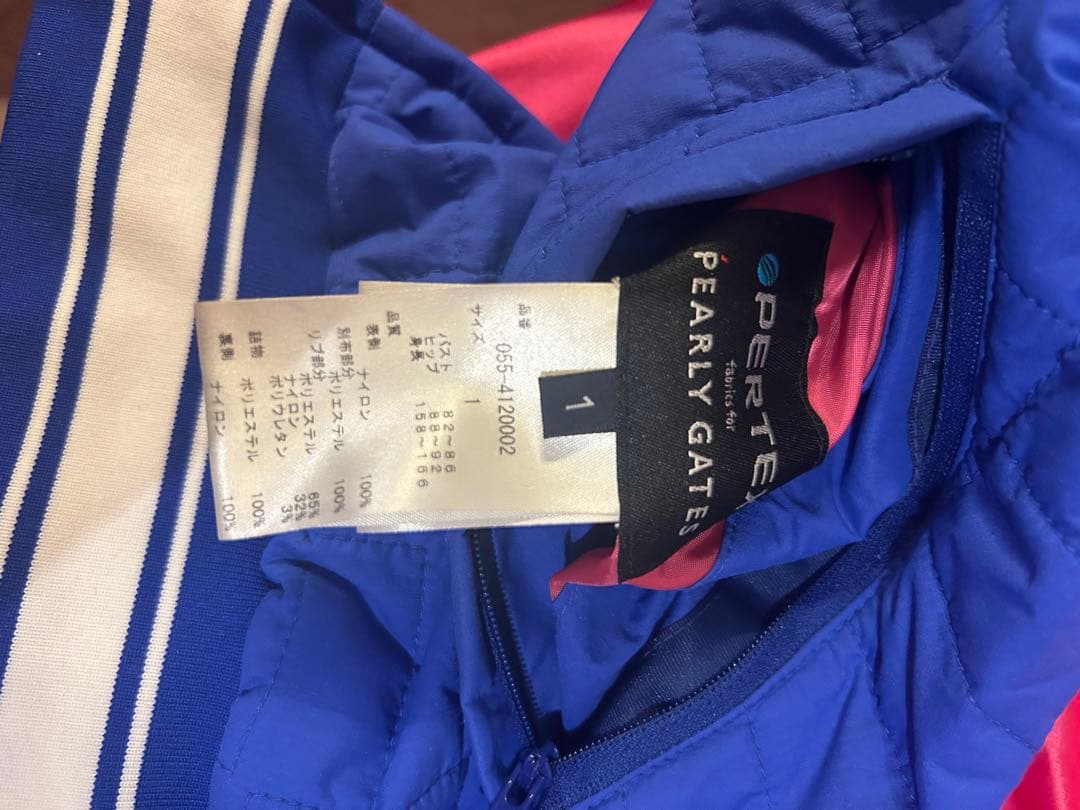 PERTEX
fabrics for
PEARLY GATES
1
品番 055-4120002
サイズ 1
バスト 82~86
ヒップ 88~92
身長 158~166
品質
表側 ナイロン 100%
別布部分 ポリエステル 100%
リブ部分 ポリエステル 65%
ナイロン 32%
ポリウレタン 3%
詰物 ポリエステル 100%
裏側 ナイロン 100%